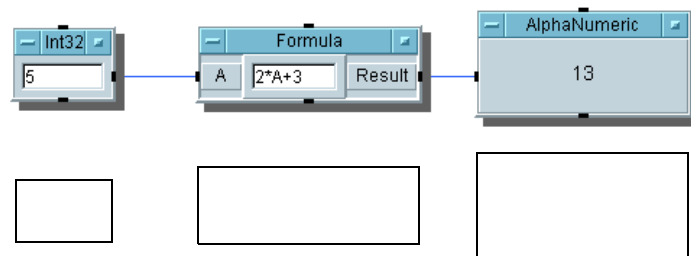 Int32
5
Formula
A
2*A+3
Result
AlphaNumeric
13